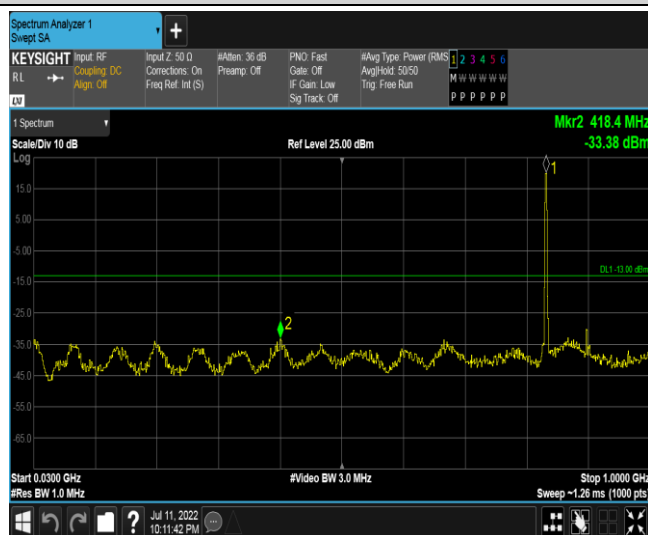 Spectrum Analyzer 1
Swept SA
+
KEYSIGHT
RL
LXI
Input: RF
Coupling: DC
Align: Off
Input Z: 50 Ω
Corrections: On
Freq Ref: Int (S)
#Atten: 36 dB
Preamp: Off
PNO: Fast
Gate: Off
IF Gain: Low
Sig Track: Off
#Avg Type: Power (RMS
Avg|Hold: 50/50
Trig: Free Run
1 2 3 4 5 6
M W W W W W
P P P P P P
1 Spectrum
Mkr2 418.4 MHz
Scale/Div 10 dB
Ref Level 25.00 dBm
-33.38 dBm
Log
1
15.0
5.00
-5.00
DL1 -13.00 dBm
-15.0
-25.0
2
-35.0
-45.0
-55.0
-65.0
Start 0.0300 GHz
#Video BW 3.0 MHz
Stop 1.0000 GHz
#Res BW 1.0 MHz
Sweep ~1.26 ms (1000 pts)
?
Jul 11, 2022
10:11:42 PM